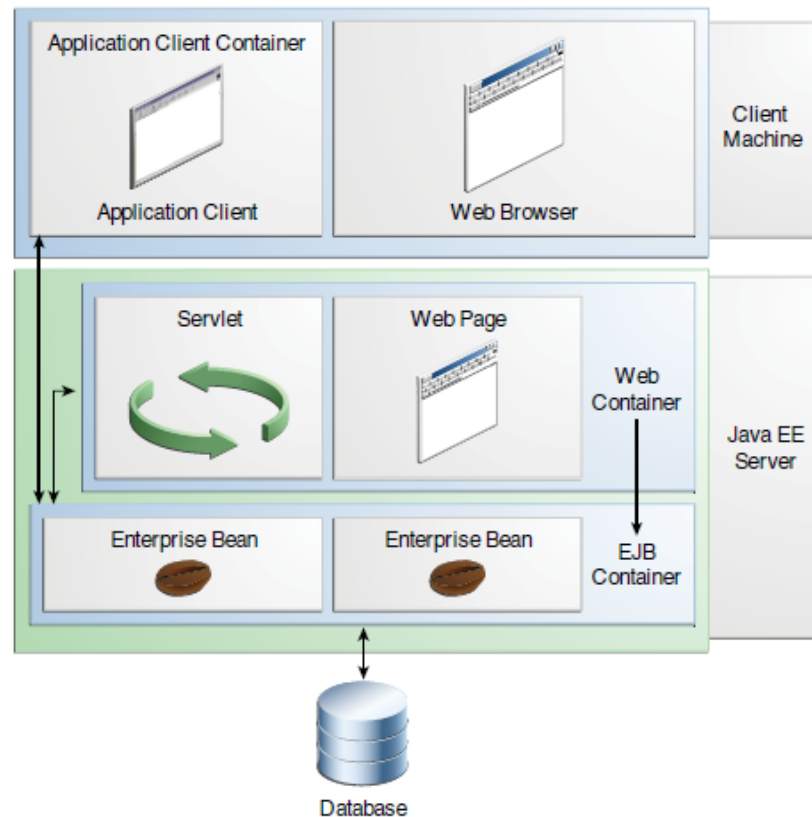 Application Client Container
Application Client
Web Browser
Client
Machine
Servlet
Web Page
Web
Container
Java EE
Server
Enterprise Bean
Enterprise Bean
EJB
Container
Database